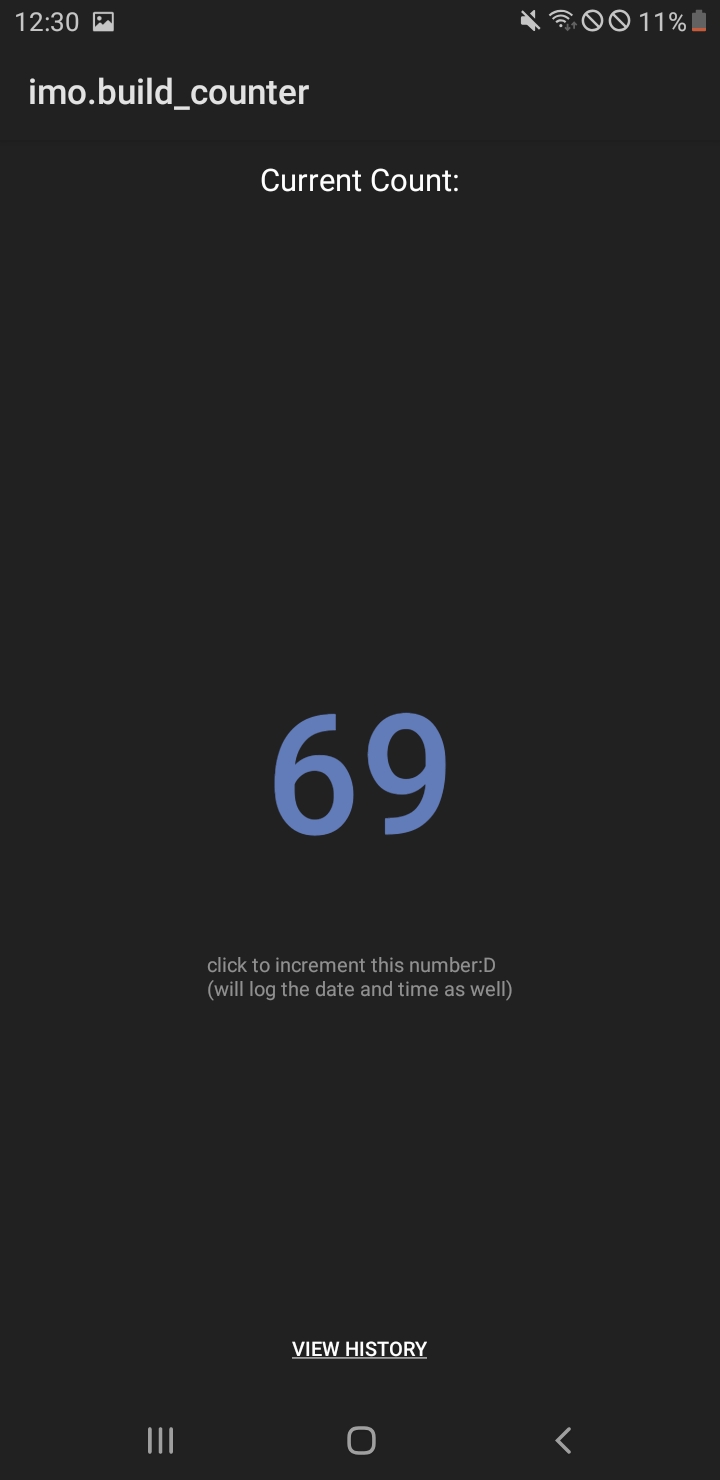 12:30 11%
imo.build_counter
Current Count:
69
click to increment this number:D
(will log the date and time as well)
VIEW HISTORY